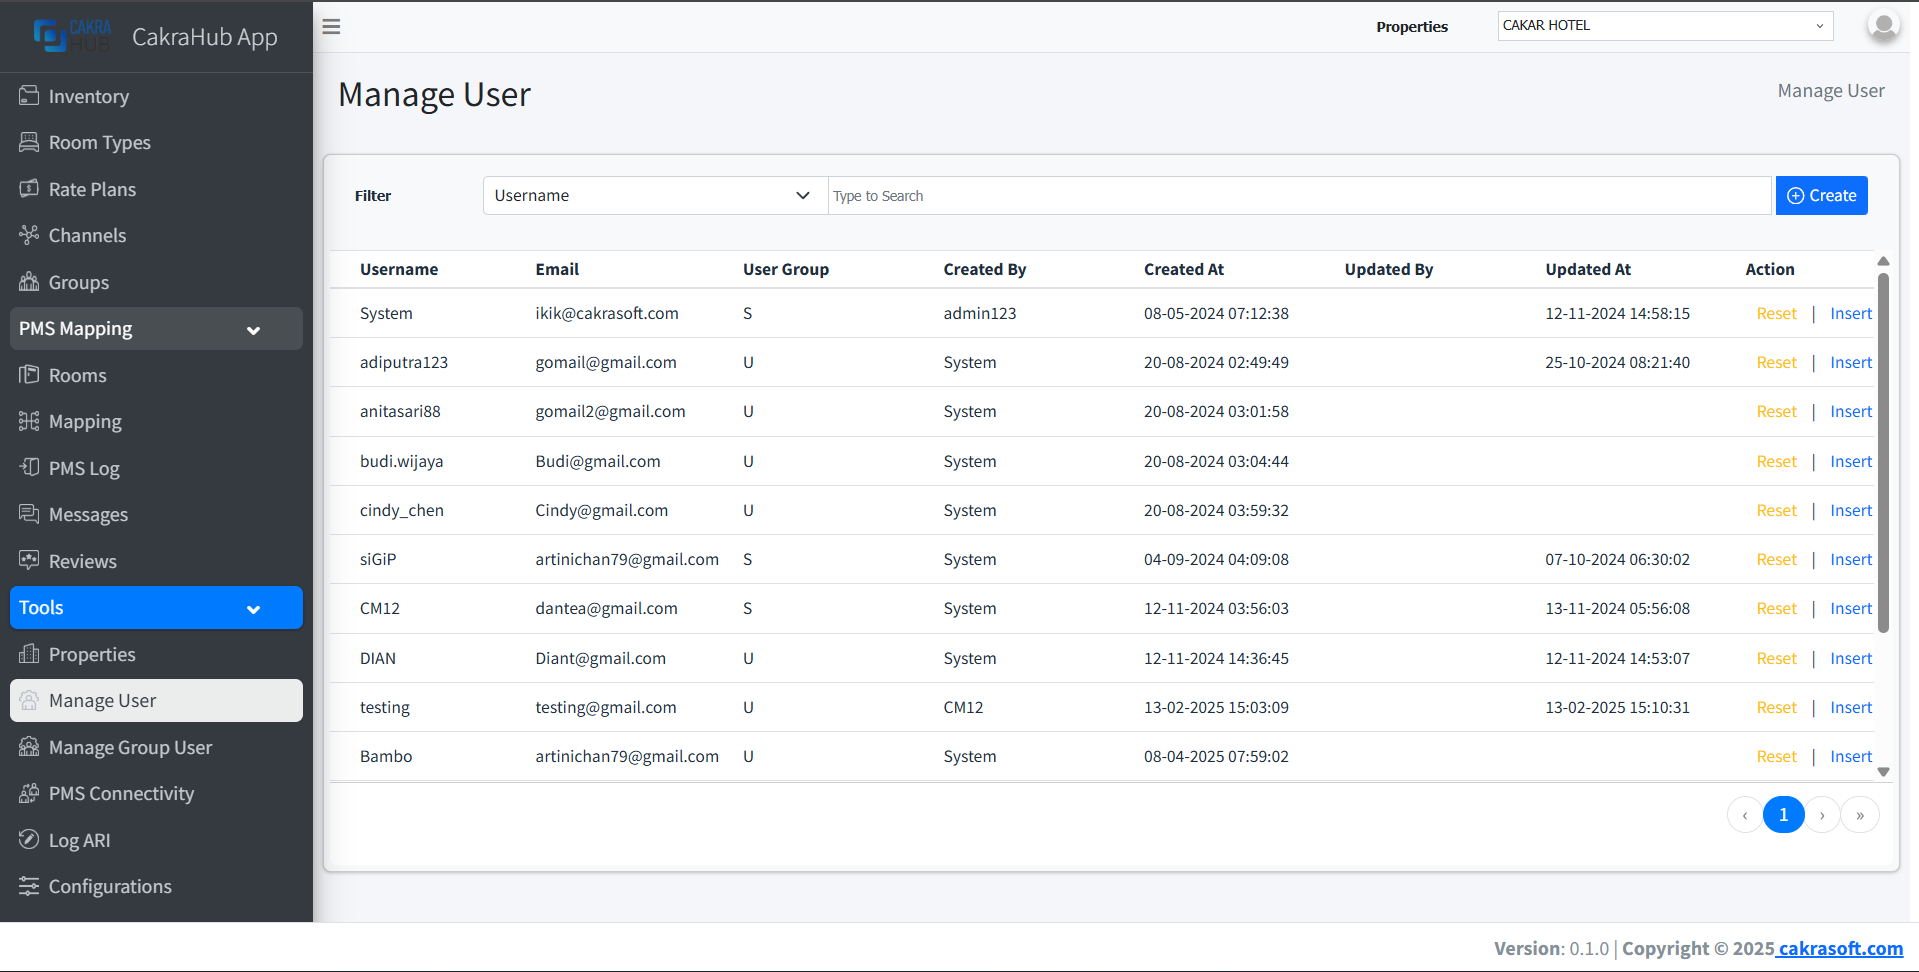 CAKRA
HUB
CakraHub App
Properties
CAKAR HOTEL
Inventory
Room Types
Rate Plans
Channels
Groups
PMS Mapping
Rooms
Mapping
PMS Log
Messages
Reviews
Tools
Properties
Manage User
Manage Group User
PMS Connectivity
Log ARI
Configurations
Manage User
Manage User
Filter
Username
Type to Search
Create
Username Email User Group Created By Created At Updated By Updated At Action
System ikik@cakrasoft.com S admin123 08-05-2024 07:12:38 12-11-2024 14:58:15 Reset | Insert
adiputra123 gomail@gmail.com U System 20-08-2024 02:49:49 25-10-2024 08:21:40 Reset | Insert
anitasari88 gomail2@gmail.com U System 20-08-2024 03:01:58 Reset | Insert
budi.wijaya Budi@gmail.com U System 20-08-2024 03:04:44 Reset | Insert
cindy_chen Cindy@gmail.com U System 20-08-2024 03:59:32 Reset | Insert
siGiP artinichan79@gmail.com S System 04-09-2024 04:09:08 07-10-2024 06:30:02 Reset | Insert
CM12 dantea@gmail.com S System 12-11-2024 03:56:03 13-11-2024 05:56:08 Reset | Insert
DIAN Diant@gmail.com U System 12-11-2024 14:36:45 12-11-2024 14:53:07 Reset | Insert
testing testing@gmail.com U CM12 13-02-2025 15:03:09 13-02-2025 15:10:31 Reset | Insert
Bambo artinichan79@gmail.com U System 08-04-2025 07:59:02 Reset | Insert
‹ 1 › »
Version: 0.1.0 | Copyright © 2025 cakrasoft.com